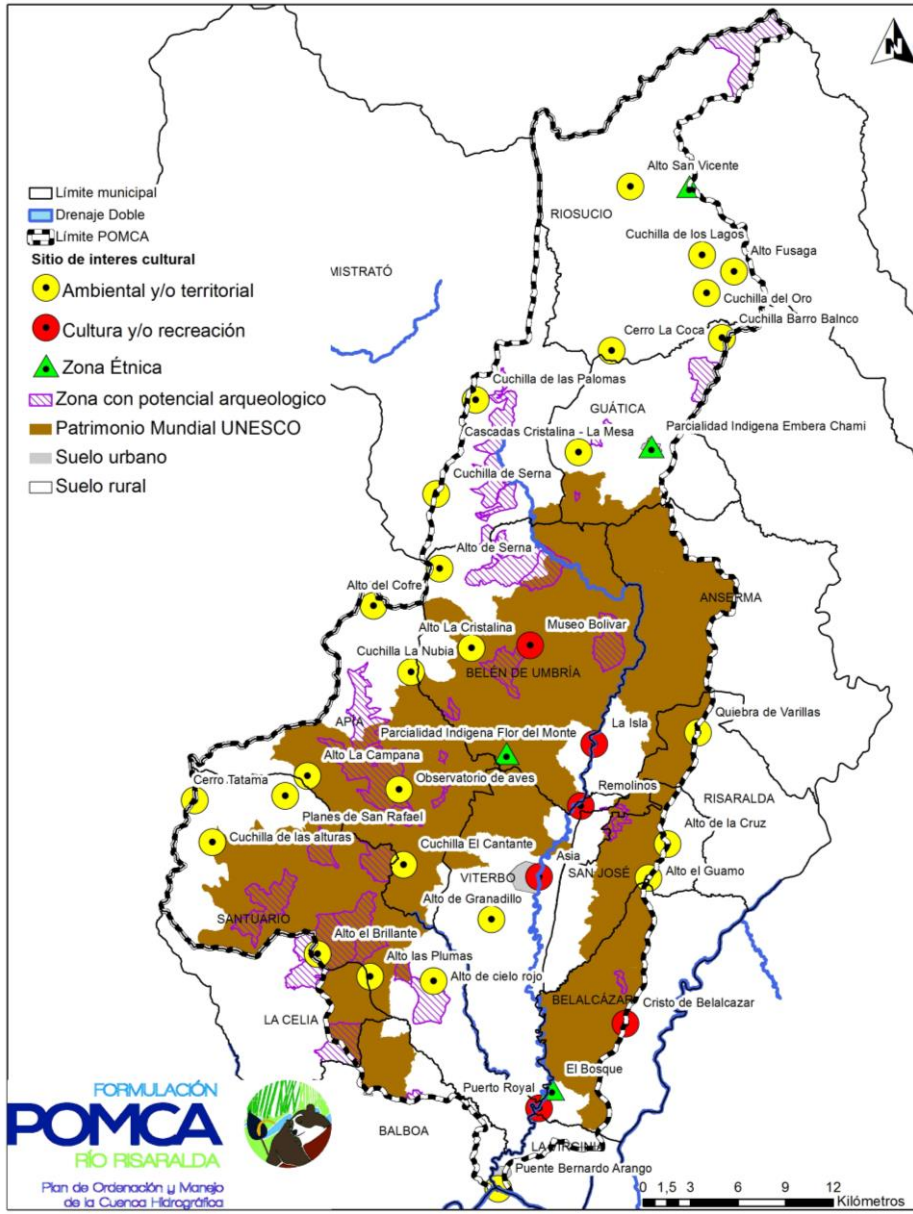 N
Límite municipal
Drenaje Doble
Límite POMCA
Sitio de interes cultural
Ambiental y/o territorial
Cultura y/o recreación
Zona Étnica
Zona con potencial arqueologico
Patrimonio Mundial UNESCO
Suelo urbano
Suelo rural
Alto San Vicente
RIOSUCIO
Cuchilla de los Lagos
Alto Fusaga
MISTRATÓ
Cuchilla del Oro
Cuchilla Barro Balnco
Cerro La Coca
Cuchilla de las Palomas
GUÁTICA
Cascadas Cristalina - La Mesa
Parcialidad Indigena Embera Chami
Cuchilla de Serna
Alto de Serna
Alto del Cofre
ANSERMA
Alto La Cristalina
Museo Bolivar
Cuchilla La Nubia
BELÉN DE UMBRÍA
Quiebra de Varillas
APÍA
La Isla
Parcialidad Indigena Flor del Monte
Alto La Campana
Observatorio de aves
Cerro Tatama
Remolinos
RISARALDA
Planes de San Rafael
Alto de la Cruz
Cuchilla de las alturas
Cuchilla El Cantante
Asia
VITERBO
SAN JOSÉ
Alto el Guamo
Alto de Granadillo
SANTUARIO
Alto el Brillante
Alto las Plumas
Alto de cielo rojo
BELALCÁZAR
Cristo de Belalcazar
LA CELIA
El Bosque
Puerto Royal
BALBOA
LA VIRGINIA
Puente Bernardo Arango
FORMULACIÓN
POMCA
RÍO RISARALDA
Plan de Ordenación y Manejo
de la Cuenca Hidrográfica
0 1,5 3 6 9 12
Kilómetros